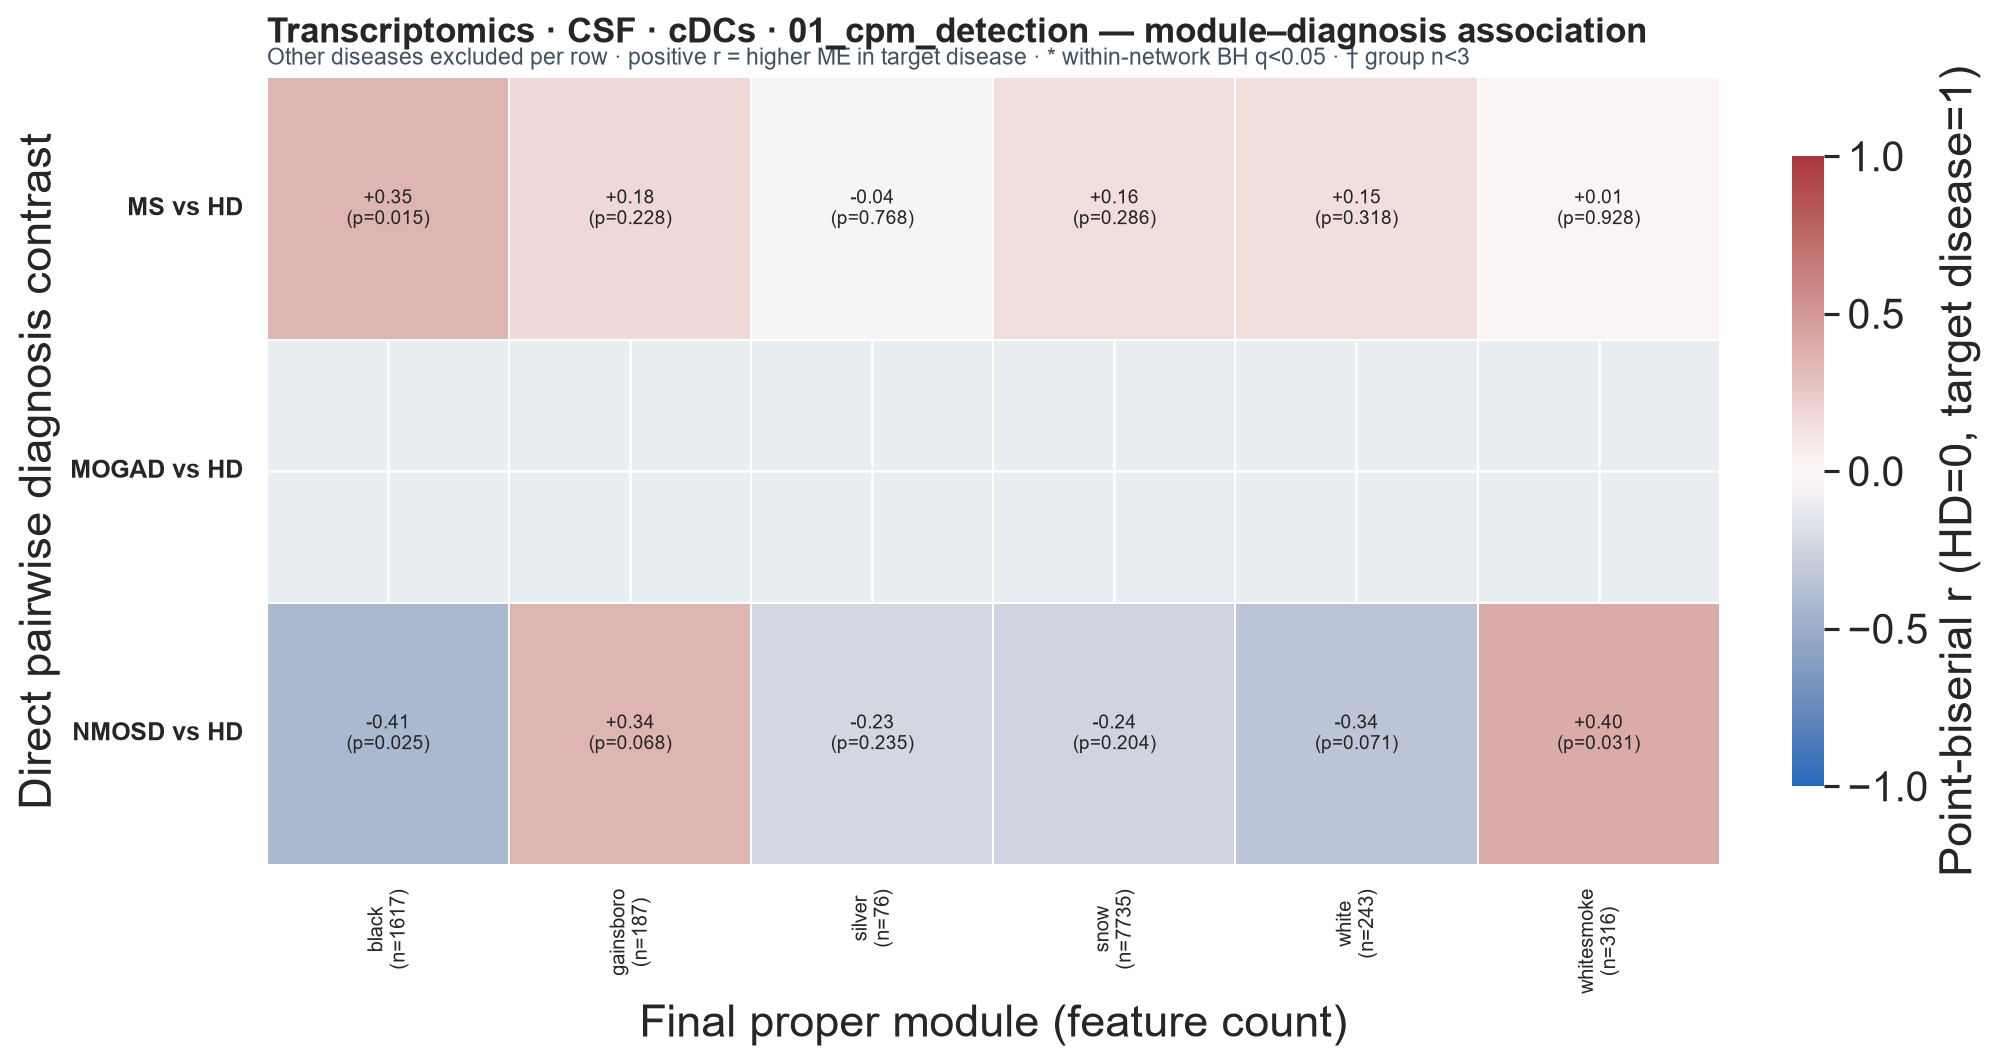 Transcriptomics · CSF · cDCs · 01_cpm_detection — module–diagnosis association
Other diseases excluded per row · positive r = higher ME in target disease · * within-network BH q<0.05 · † group n<3
Direct pairwise diagnosis contrast
MS vs HD
+0.35
(p=0.015)
+0.18
(p=0.228)
-0.04
(p=0.768)
+0.16
(p=0.286)
+0.15
(p=0.318)
+0.01
(p=0.928)
MOGAD vs HD
NMOSD vs HD
-0.41
(p=0.025)
+0.34
(p=0.068)
-0.23
(p=0.235)
-0.24
(p=0.204)
-0.34
(p=0.071)
+0.40
(p=0.031)
black
(n=1617)
gainsboro
(n=187)
silver
(n=76)
snow
(n=7735)
white
(n=243)
whitesmoke
(n=316)
Final proper module (feature count)
1.0
0.5
0.0
−0.5
−1.0
Point-biserial r (HD=0, target disease=1)